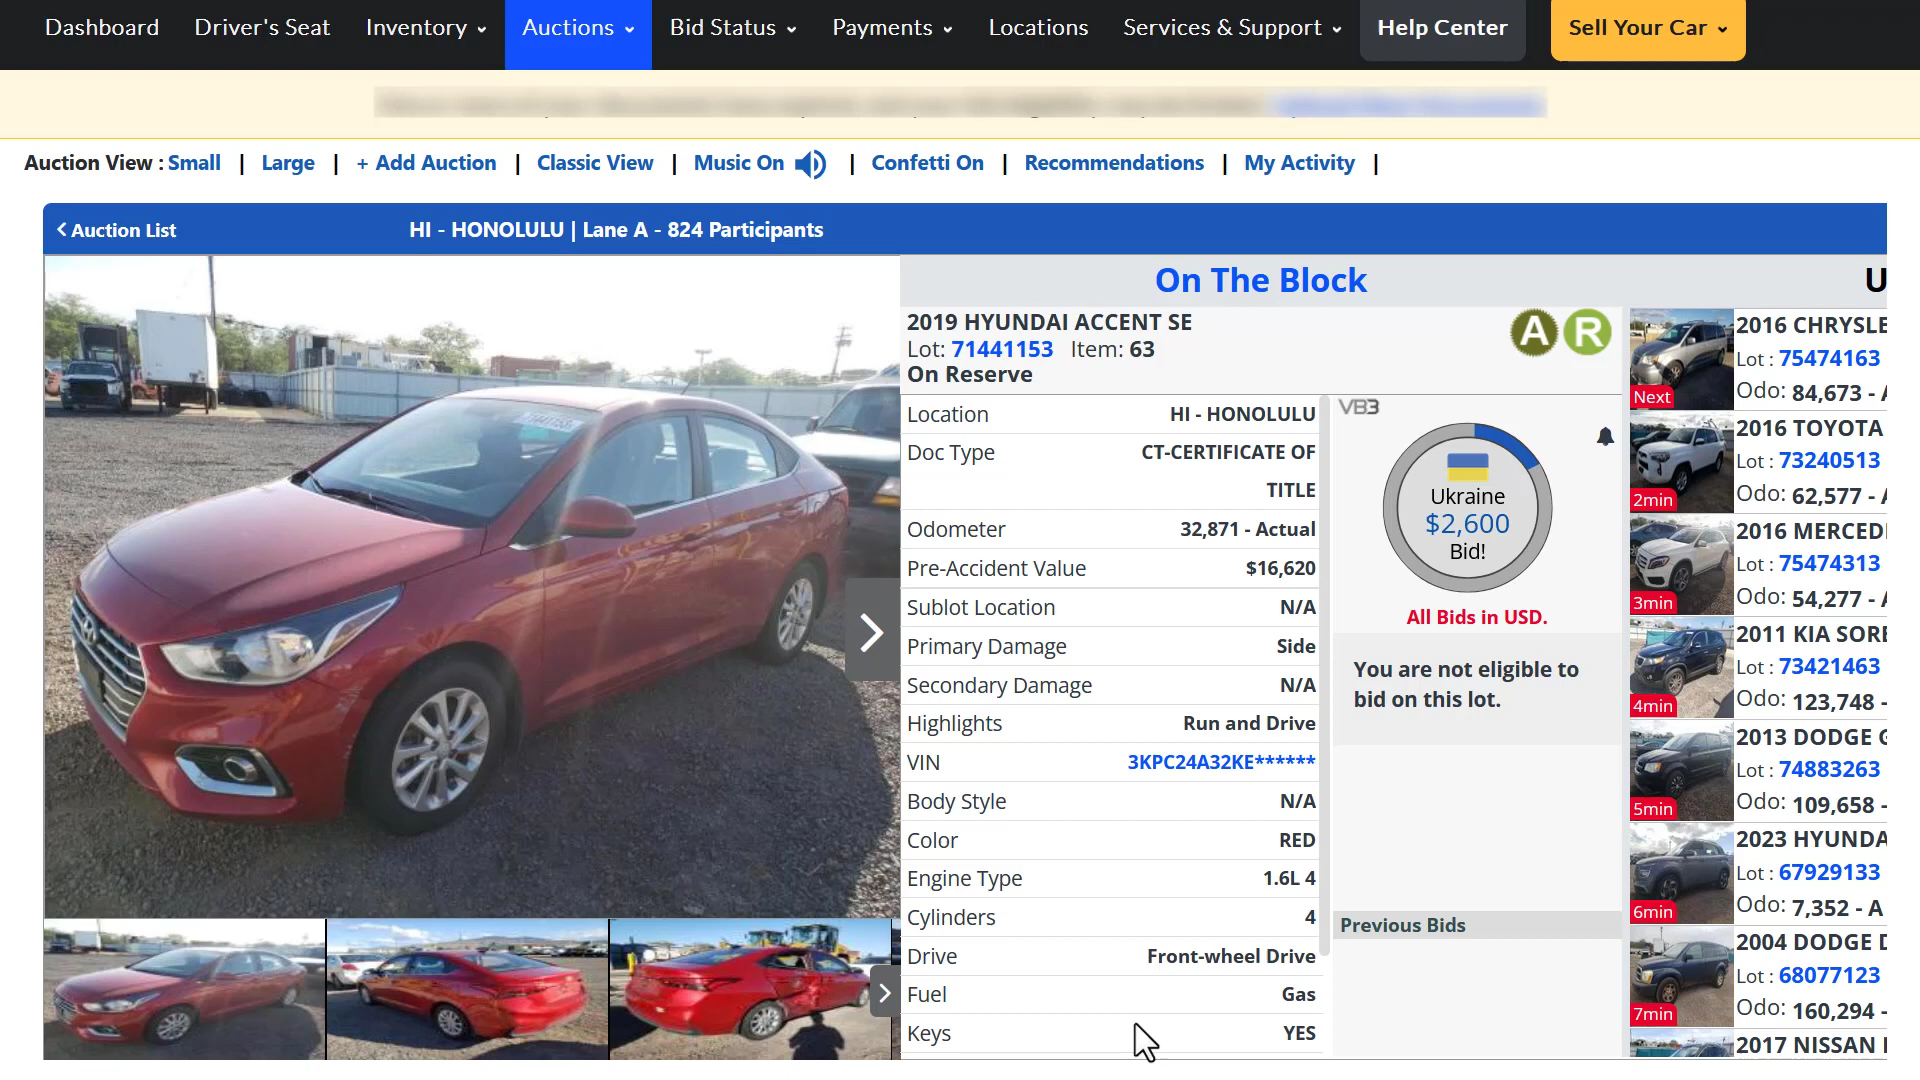 Dashboard Driver's Seat Inventory Auctions Bid Status Payments Locations Services & Support Help Center Sell Your Car
Auction View : Small | Large | + Add Auction | Classic View | Music On | Confetti On | Recommendations | My Activity |
Auction List
HI - HONOLULU | Lane A - 824 Participants
On The Block
2019 HYUNDAI ACCENT SE
Lot: 71441153 Item: 63
On Reserve
A R
Location HI - HONOLULU
Doc Type CT-CERTIFICATE OF
TITLE
Odometer 32,871 - Actual
Pre-Accident Value $16,620
Sublot Location N/A
Primary Damage Side
Secondary Damage N/A
Highlights Run and Drive
VIN 3KPC24A32KE******
Body Style N/A
Color RED
Engine Type 1.6L 4
Cylinders 4
Drive Front-wheel Drive
Fuel Gas
Keys YES
VB3
Ukraine
$2,600
Bid!
All Bids in USD.
You are not eligible to
bid on this lot.
Previous Bids
U
2016 CHRYSLE
Lot : 75474163
Odo: 84,673 - A
Next
2016 TOYOTA
Lot : 73240513
Odo: 62,577 - A
2min
2016 MERCED
Lot : 75474313
Odo: 54,277 - A
3min
2011 KIA SORE
Lot : 73421463
Odo: 123,748 -
4min
2013 DODGE G
Lot : 74883263
Odo: 109,658 -
5min
2023 HYUNDA
Lot : 67929133
Odo: 7,352 - A
6min
2004 DODGE D
Lot : 68077123
Odo: 160,294 -
7min
2017 NISSAN